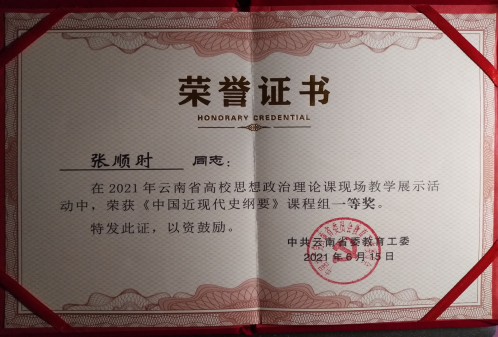 荣誉证书
HONORARY CREDENTIAL
张顺时 同志：
在2021年云南省高校思想政治理论课现场教学展示活
动中，荣获《中国近现代史纲要》课程组一等奖。
特发此证，以资鼓励。
中共云南省委教育工委
2021年6月15日